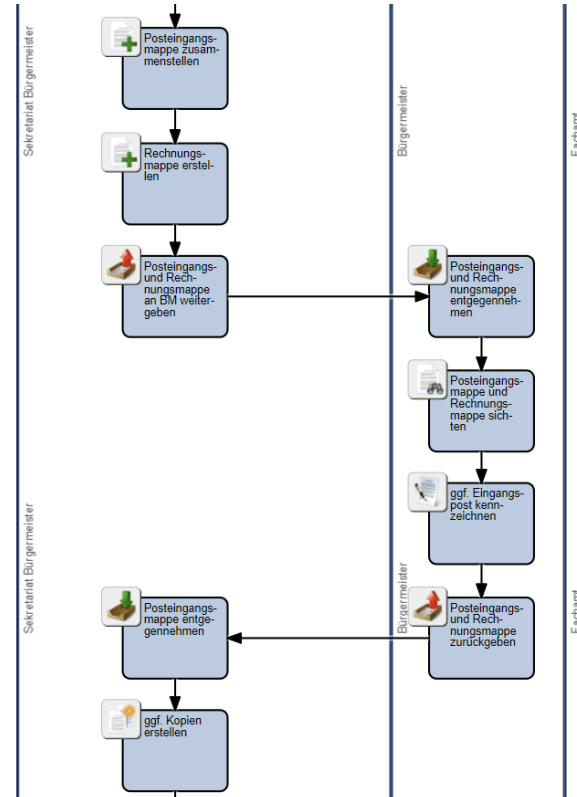 Sekretariat Bürgermeister
Bürgermeister
Fachamt
Posteingangs-
mappe zusam-
menstellen
Rechnungs-
mappe erstel-
len
Posteingangs-
und Rech-
nungsmappe
an BM weiter-
geben
Posteingangs-
und Rech-
nungsmappe
entgegenneh-
men
Posteingangs-
mappe und
Rechnungs-
mappe sich-
ten
ggf. Eingangs-
post kenn-
zeichnen
Sekretariat Bürgermeister
Bürgermeister
Fachamt
Posteingangs-
und Rech-
nungsmappe
zurückgeben
Posteingangs-
mappe entge-
gennehmen
ggf. Kopien
erstellen